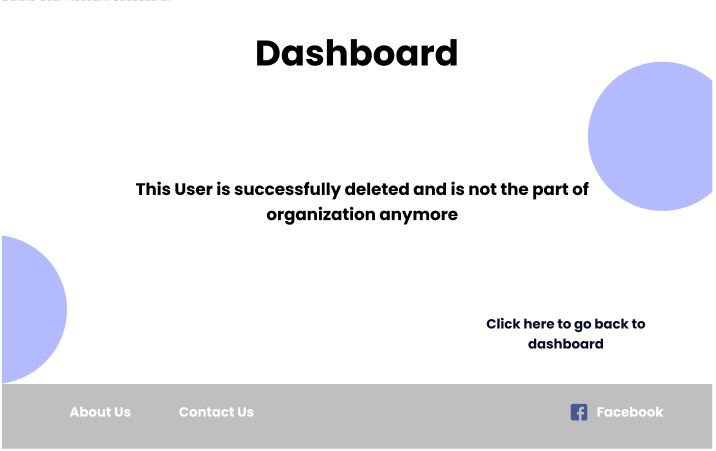 Dashboard
This User is successfully deleted and is not the part of
organization anymore
Click here to go back to
dashboard
About Us
Contact Us
Facebook